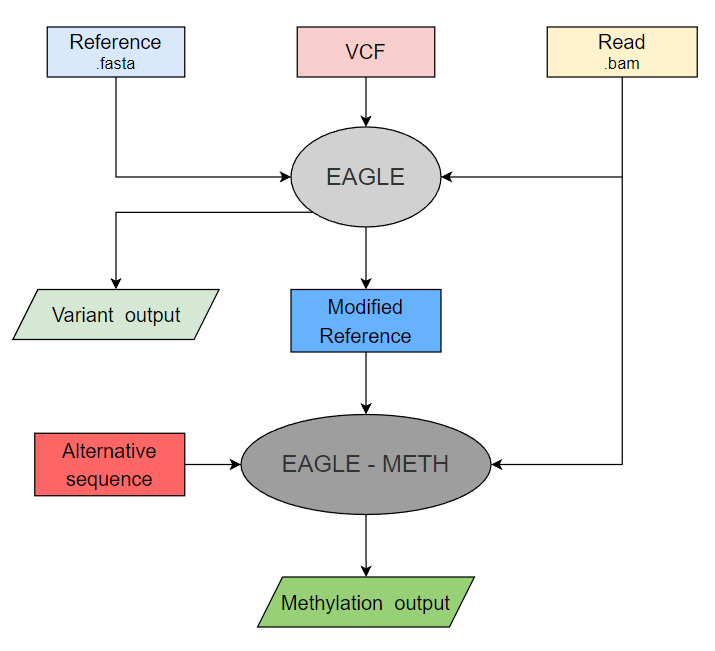 Reference
.fasta
VCF
Read
.bam
EAGLE
Variant output
Modified
Reference
Alternative
sequence
EAGLE - METH
Methylation output